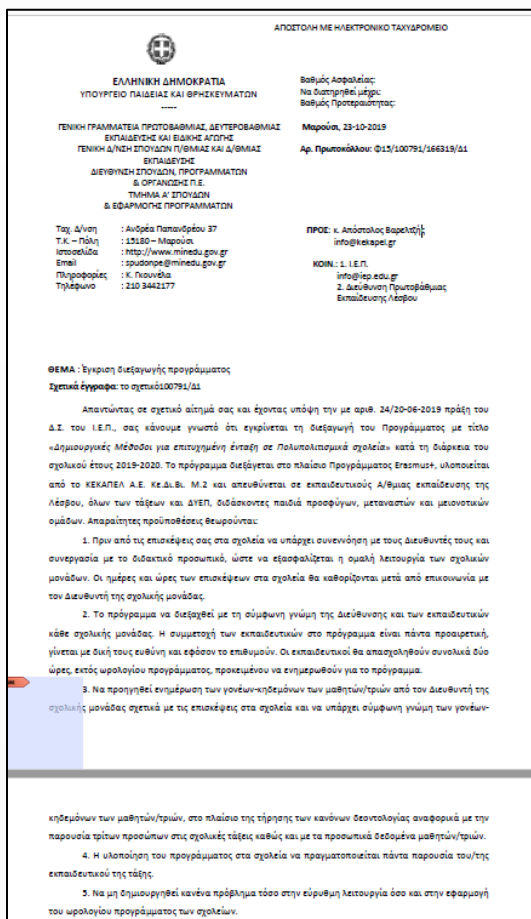 ΑΠΟΣΤΟΛΗ ΜΕ ΗΛΕΚΤΡΟΝΙΚΟ ΤΑΧΥΔΡΟΜΕΙΟ
ΕΛΛΗΝΙΚΗ ΔΗΜΟΚΡΑΤΙΑ
ΥΠΟΥΡΓΕΙΟ ΠΑΙΔΕΙΑΣ ΚΑΙ ΘΡΗΣΚΕΥΜΑΤΩΝ
-----
ΓΕΝΙΚΗ ΓΡΑΜΜΑΤΕΙΑ ΠΡΩΤΟΒΑΘΜΙΑΣ, ΔΕΥΤΕΡΟΒΑΘΜΙΑΣ
ΕΚΠΑΙΔΕΥΣΗΣ ΚΑΙ ΕΙΔΙΚΗΣ ΑΓΩΓΗΣ
ΓΕΝΙΚΗ Δ/ΝΣΗ ΣΠΟΥΔΩΝ Π/ΘΜΙΑΣ ΚΑΙ Δ/ΘΜΙΑΣ
ΕΚΠΑΙΔΕΥΣΗΣ
ΔΙΕΥΘΥΝΣΗ ΣΠΟΥΔΩΝ, ΠΡΟΓΡΑΜΜΑΤΩΝ
& ΟΡΓΑΝΩΣΗΣ Π.Ε.
ΤΜΗΜΑ Α' ΣΠΟΥΔΩΝ
& ΕΦΑΡΜΟΓΗΣ ΠΡΟΓΡΑΜΜΑΤΩΝ
Βαθμός Ασφαλείας:
Να διατηρηθεί μέχρι:
Βαθμός Προτεραιότητας:
Μαρούσι, 23-10-2019
Αρ. Πρωτοκόλλου: Φ15/100791/166319/Δ1
Ταχ. Δ/νση : Ανδρέα Παπανδρέου 37
Τ.Κ. – Πόλη : 15180 – Μαρούσι
Ιστοσελίδα : http://www.minedu.gov.gr
Email : spudonpe@minedu.gov.gr
Πληροφορίες : Κ. Γκουνέλα
Τηλέφωνο : 210 3442177
ΠΡΟΣ: κ. Απόστολος Βαρελτζής
info@kekapel.gr
ΚΟΙΝ.: 1. Ι.Ε.Π.
info@iep.edu.gr
2. Διεύθυνση Πρωτοβάθμιας
Εκπαίδευσης Λέσβου
ΘΕΜΑ : Έγκριση διεξαγωγής προγράμματος
Σχετικά έγγραφα: το σχετικό100791/Δ1
Απαντώντας σε σχετικό αίτημά σας και έχοντας υπόψη την με αριθ. 24/20-06-2019 πράξη του
Δ.Σ. του Ι.Ε.Π., σας κάνουμε γνωστό ότι εγκρίνεται τη διεξαγωγή του Προγράμματος με τίτλο
«Δημιουργικές Μέθοδοι για επιτυχημένη ένταξη σε Πολυπολιτισμικά σχολεία» κατά τη διάρκεια του
σχολικού έτους 2019-2020. Το πρόγραμμα διεξάγεται στο πλαίσιο Προγράμματος Erasmus+, υλοποιείται
από το ΚΕΚΑΠΕΛ Α.Ε. Κε.Δι.Βι. Μ.2 και απευθύνεται σε εκπαιδευτικούς Α/θμιας εκπαίδευσης της
Λέσβου, όλων των τάξεων και ΔΥΕΠ, διδάσκοντες παιδιά προσφύγων, μεταναστών και μειονοτικών
ομάδων. Απαραίτητες προϋποθέσεις θεωρούνται:
1. Πριν από τις επισκέψεις σας στα σχολεία να υπάρχει συνεννόηση με τους Διευθυντές τους και
συνεργασία με το διδακτικό προσωπικό, ώστε να εξασφαλίζεται η ομαλή λειτουργία των σχολικών
μονάδων. Οι ημέρες και ώρες των επισκέψεων στα σχολεία θα καθορίζονται μετά από επικοινωνία με
τον Διευθυντή της σχολικής μονάδας.
2. Το πρόγραμμα να διεξαχθεί με τη σύμφωνη γνώμη της Διεύθυνσης και των εκπαιδευτικών
κάθε σχολικής μονάδας. Η συμμετοχή των εκπαιδευτικών στο πρόγραμμα είναι πάντα προαιρετική,
γίνεται με δική τους ευθύνη και εφόσον το επιθυμούν. Οι εκπαιδευτικοί θα απασχοληθούν συνολικά δύο
ώρες, εκτός ωρολογίου προγράμματος, προκειμένου να ενημερωθούν για το πρόγραμμα.
3. Να προηγηθεί ενημέρωση των γονέων-κηδεμόνων των μαθητών/τριών από τον Διευθυντή της
σχολικής μονάδας σχετικά με τις επισκέψεις στα σχολεία και να υπάρχει σύμφωνη γνώμη των γονέων-
κηδεμόνων των μαθητών/τριών, στο πλαίσιο της τήρησης των κανόνων δεοντολογίας αναφορικά με την
παρουσία τρίτων προσώπων στις σχολικές τάξεις καθώς και με τα προσωπικά δεδομένα μαθητών/τριών.
4. Η υλοποίηση του προγράμματος στα σχολεία να πραγματοποιείται πάντα παρουσία του/της
εκπαιδευτικού της τάξης.
5. Να μη δημιουργηθεί κανένα πρόβλημα τόσο στην εύρυθμη λειτουργία όσο και στην εφαρμογή
του ωρολογίου προγράμματος των σχολείων.